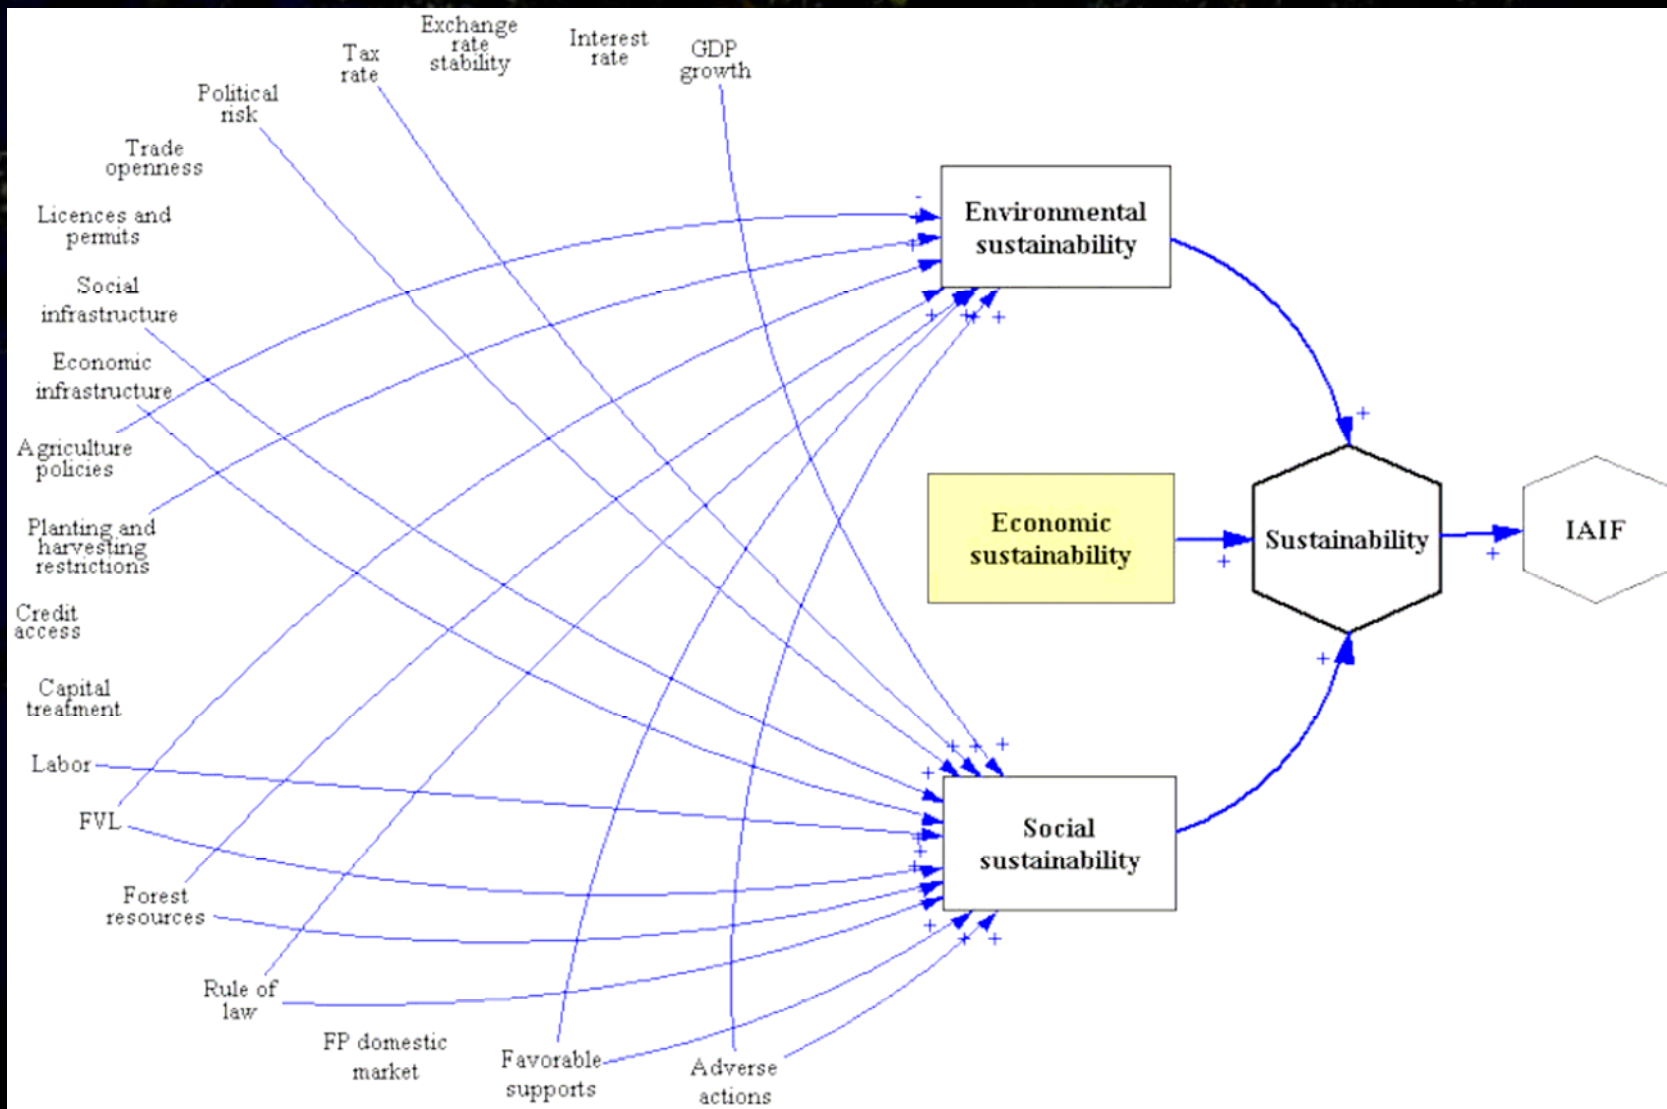 Exchange
rate
stability
Interest
rate
GDP
growth
Tax
rate
Political
risk
Trade
openness
Licences and
permits
Social
infrastructure
Economic
infrastructure
Agriculture
policies
Planting and
harvesting
restrictions
Credit
access
Capital
treatment
Labor
FVL
Forest
resources
Rule of
law
FP domestic
market
Favorable
supports
Adverse
actions
Environmental
sustainability
Economic
sustainability
Social
sustainability
Sustainability
IAIF